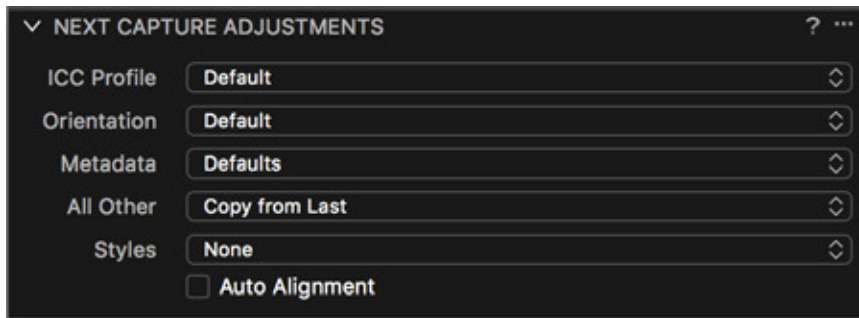 NEXT CAPTURE ADJUSTMENTS ? ···
ICC Profile Default
Orientation Default
Metadata Defaults
All Other Copy from Last
Styles None
Auto Alignment